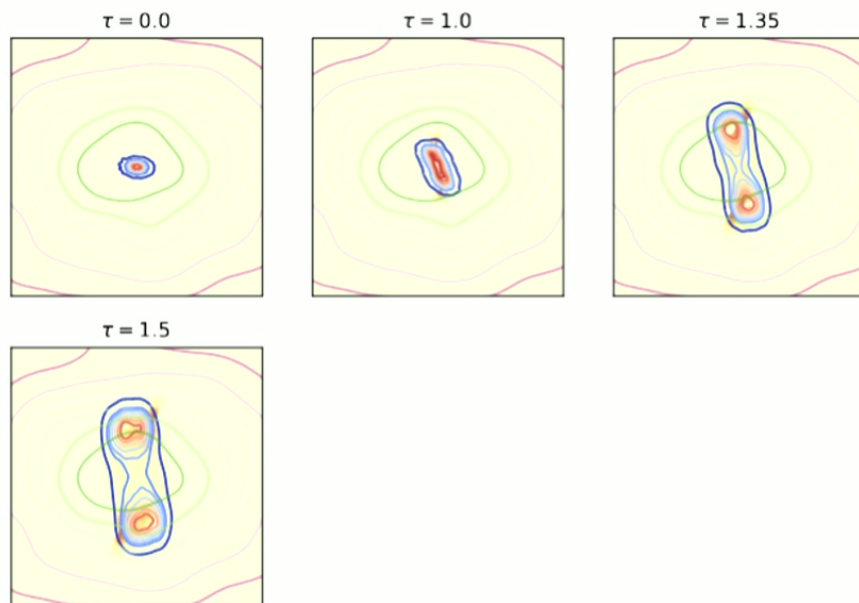 τ = 0.0
τ = 1.0
τ = 1.35
τ = 1.5